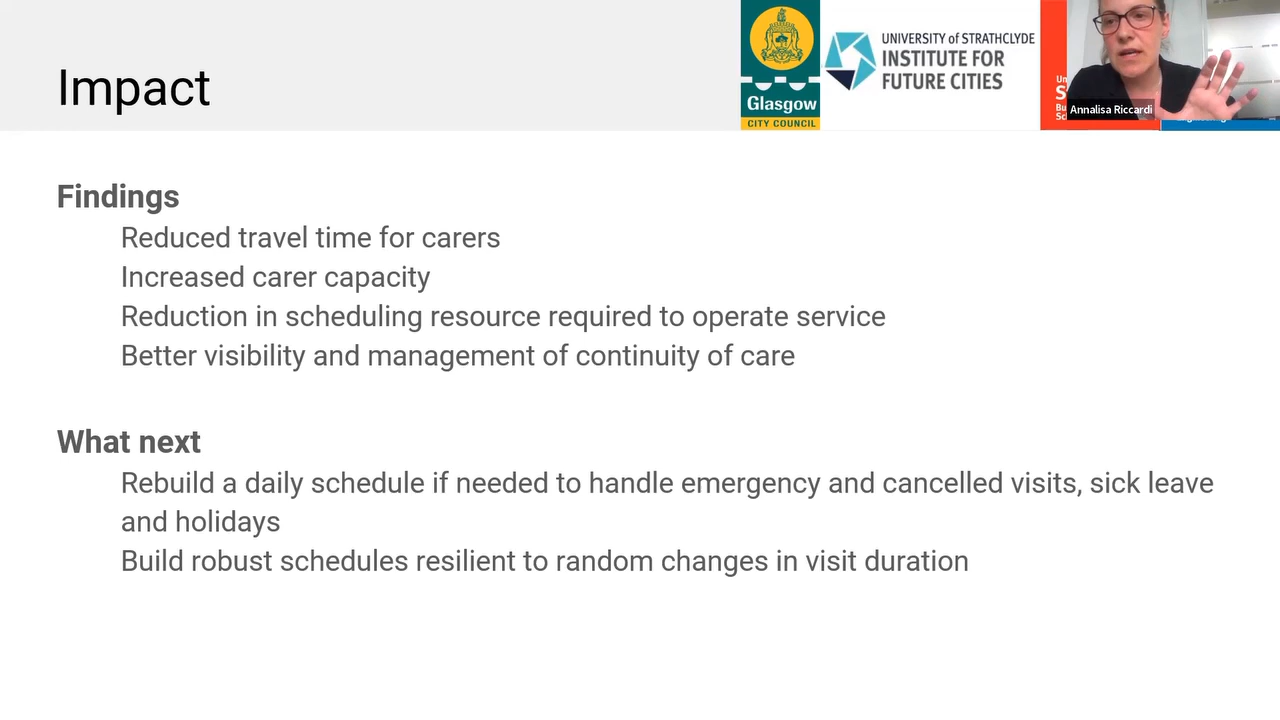 Impact
Glasgow
CITY COUNCIL
UNIVERSITY of STRATHCLYDE
INSTITUTE FOR
FUTURE CITIES
Annalisa Riccardi
Findings
Reduced travel time for carers
Increased carer capacity
Reduction in scheduling resource required to operate service
Better visibility and management of continuity of care
What next
Rebuild a daily schedule if needed to handle emergency and cancelled visits, sick leave
and holidays
Build robust schedules resilient to random changes in visit duration